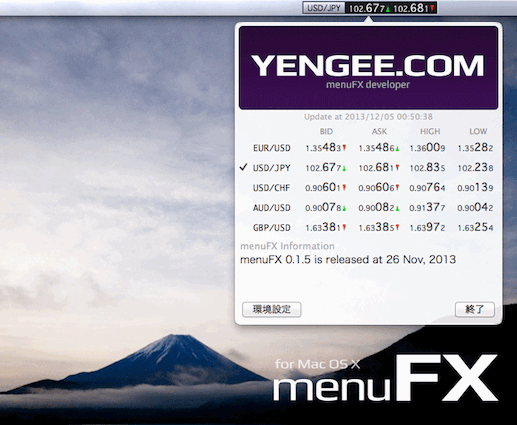 USD/JPY 102.677 102.681
YENGEE.COM
menuFX developer
Update at 2013/12/05 00:50:38
BID ASK HIGH LOW
EUR/USD 1.35483 1.35486 1.36009 1.35282
USD/JPY 102.677 102.681 102.835 102.238
USD/CHF 0.90601 0.90606 0.90764 0.90139
AUD/USD 0.90078 0.90082 0.91377 0.90042
GBP/USD 1.63381 1.63385 1.63972 1.63254
menuFX Information
menuFX 0.1.5 is released at 26 Nov, 2013
環境設定 終了
for Mac OS X
menuFX